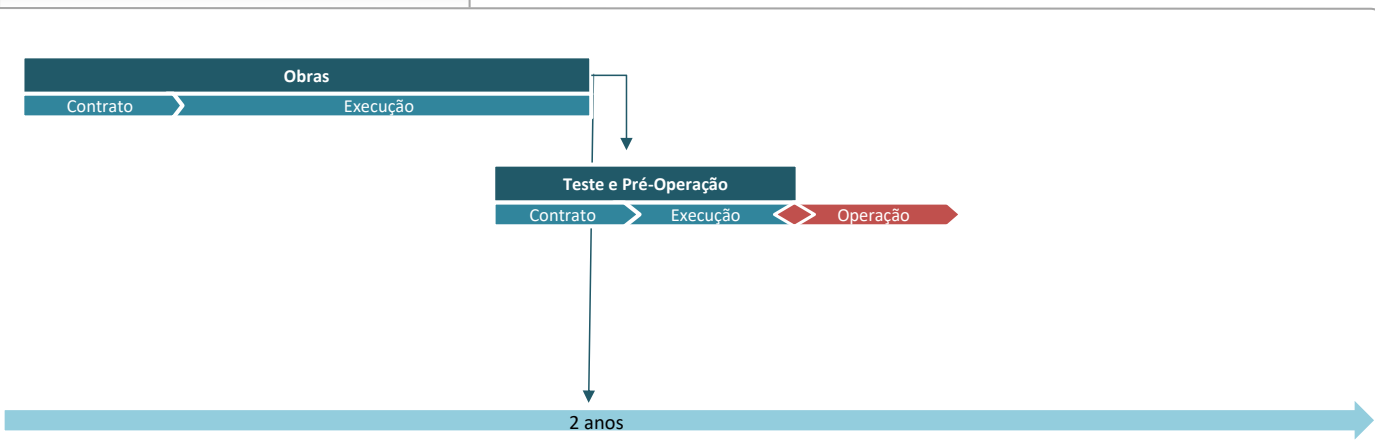 Obras
Contrato
Execução
Teste e Pré-Operação
Contrato
Execução
Operação
2 anos